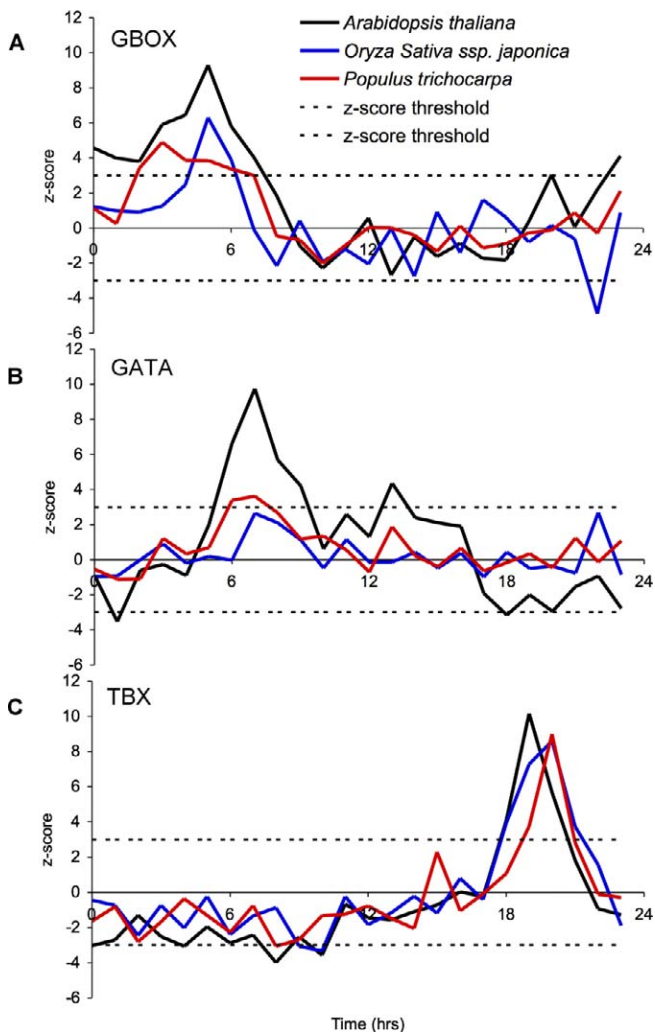 A
GBOX
Arabidopsis thaliana
Oryza Sativa ssp. japonica
Populus trichocarpa
z-score threshold
z-score threshold
z-score
12
10
8
6
4
2
0
-2
-4
-6
0 6 12 18 24
B
GATA
z-score
12
10
8
6
4
2
0
-2
-4
-6
0 6 12 18 24
C
TBX
z-score
12
10
8
6
4
2
0
-2
-4
-6
0 6 12 18 24
Time (hrs)